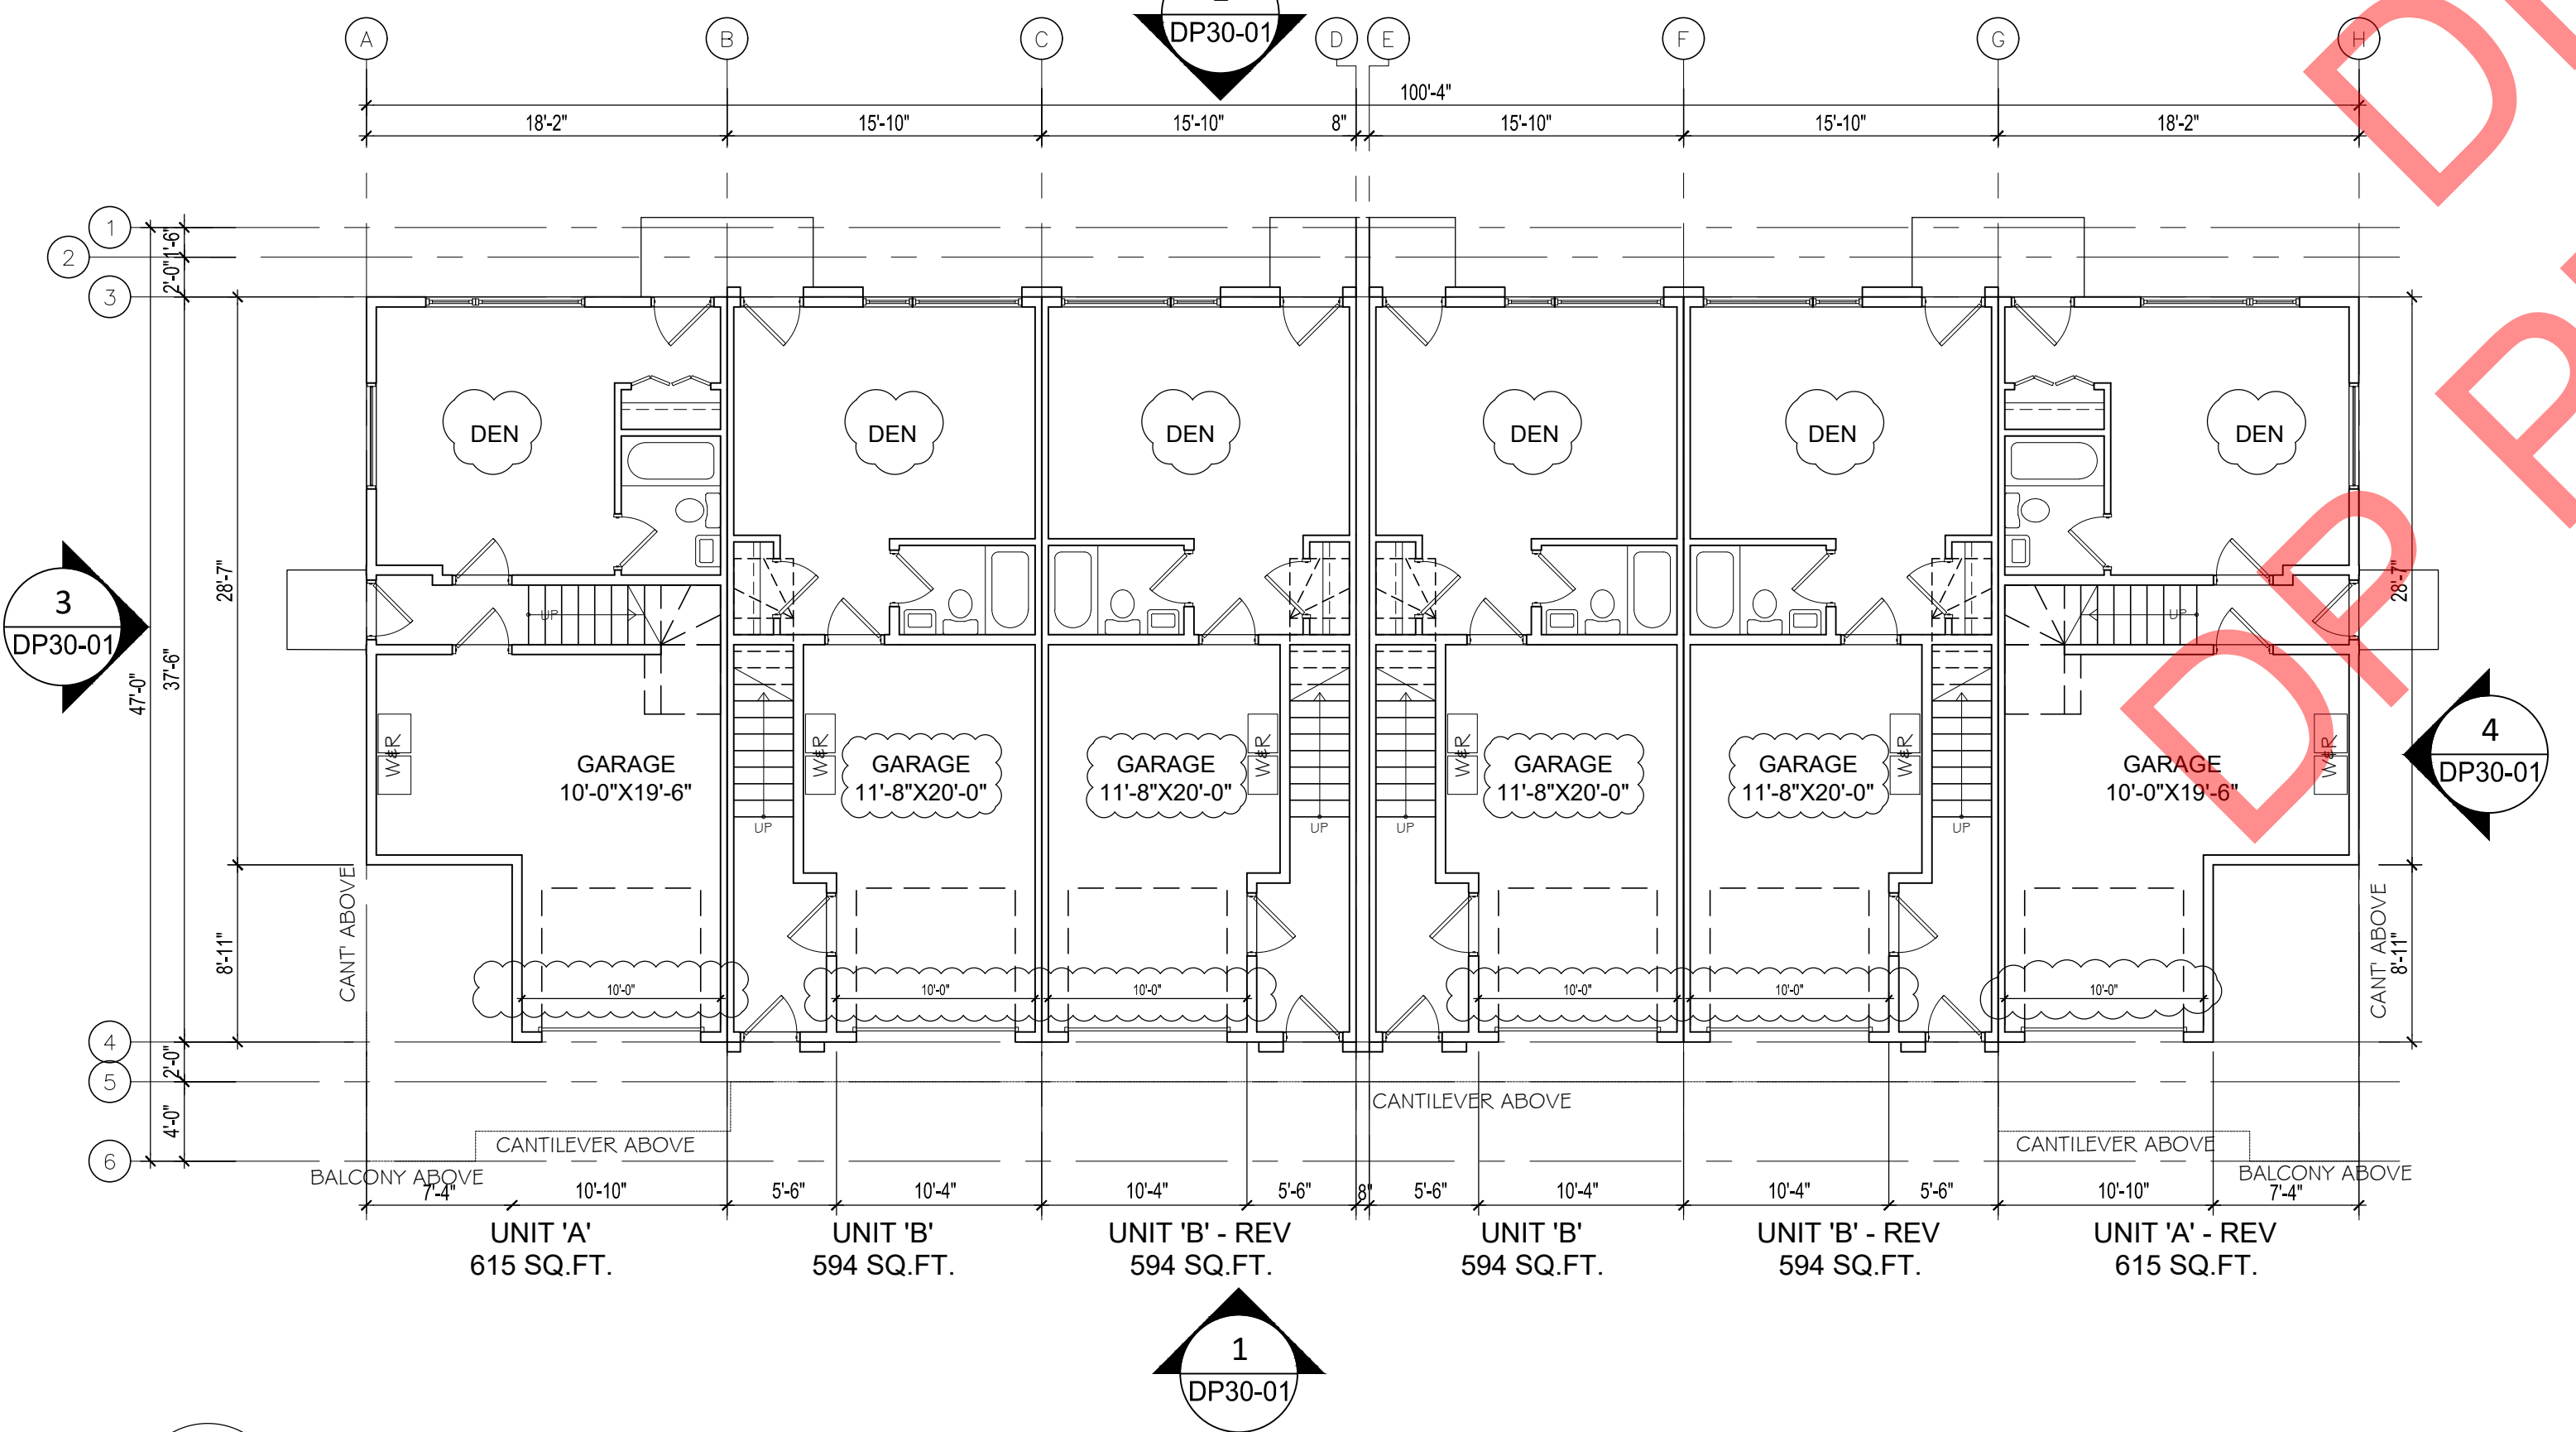 DP30-01
A
B
C
D
E
F
G
H
100'-4"
18'-2"
15'-10"
15'-10"
8"
15'-10"
15'-10"
18'-2"
1
2
3
1'-6"
2'-0"
DEN
DEN
DEN
DEN
DEN
DEN
28'-7"
37'-6"
47'-0"
28'-7"
3
DP30-01
UP
UP
4
DP30-01
W&R
W&R
W&R
W&R
W&R
W&R
GARAGE
10'-0"X19'-6"
GARAGE
11'-8"X20'-0"
GARAGE
11'-8"X20'-0"
GARAGE
11'-8"X20'-0"
GARAGE
11'-8"X20'-0"
GARAGE
10'-0"X19'-6"
UP
UP
UP
UP
CANT' ABOVE
8'-11"
CANT' ABOVE
8'-11"
10'-0"
10'-0"
10'-0"
10'-0"
10'-0"
10'-0"
4
5
6
2'-0"
4'-0"
CANTILEVER ABOVE
CANTILEVER ABOVE
CANTILEVER ABOVE
BALCONY ABOVE
BALCONY ABOVE
7'-4"
10'-10"
5'-6"
10'-4"
10'-4"
5'-6"
8"
5'-6"
10'-4"
10'-4"
5'-6"
10'-10"
7'-4"
UNIT 'A'
615 SQ.FT.
UNIT 'B'
594 SQ.FT.
UNIT 'B' - REV
594 SQ.FT.
UNIT 'B'
594 SQ.FT.
UNIT 'B' - REV
594 SQ.FT.
UNIT 'A' - REV
615 SQ.FT.
1
DP30-01
DP